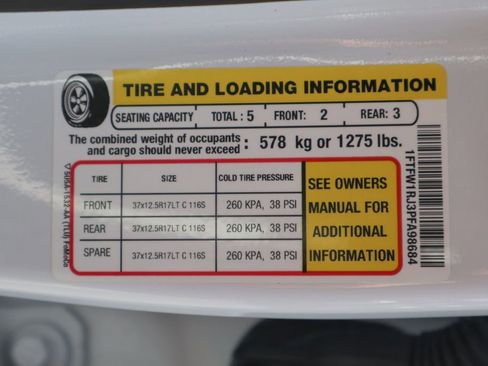 TIRE AND LOADING INFORMATION
SEATING CAPACITY TOTAL : 5 FRONT: 2 REAR: 3
The combined weight of occupants
and cargo should never exceed : 578 kg or 1275 lbs.
TIRE SIZE COLD TIRE PRESSURE
FRONT 37x12.5R17LT C 116S 260 KPA, 38 PSI
REAR 37x12.5R17LT C 116S 260 KPA, 38 PSI
SPARE 37x12.5R17LT C 116S 260 KPA, 38 PSI
SEE OWNERS
MANUAL FOR
ADDITIONAL
INFORMATION
1FTFW1RJ3PFA98684